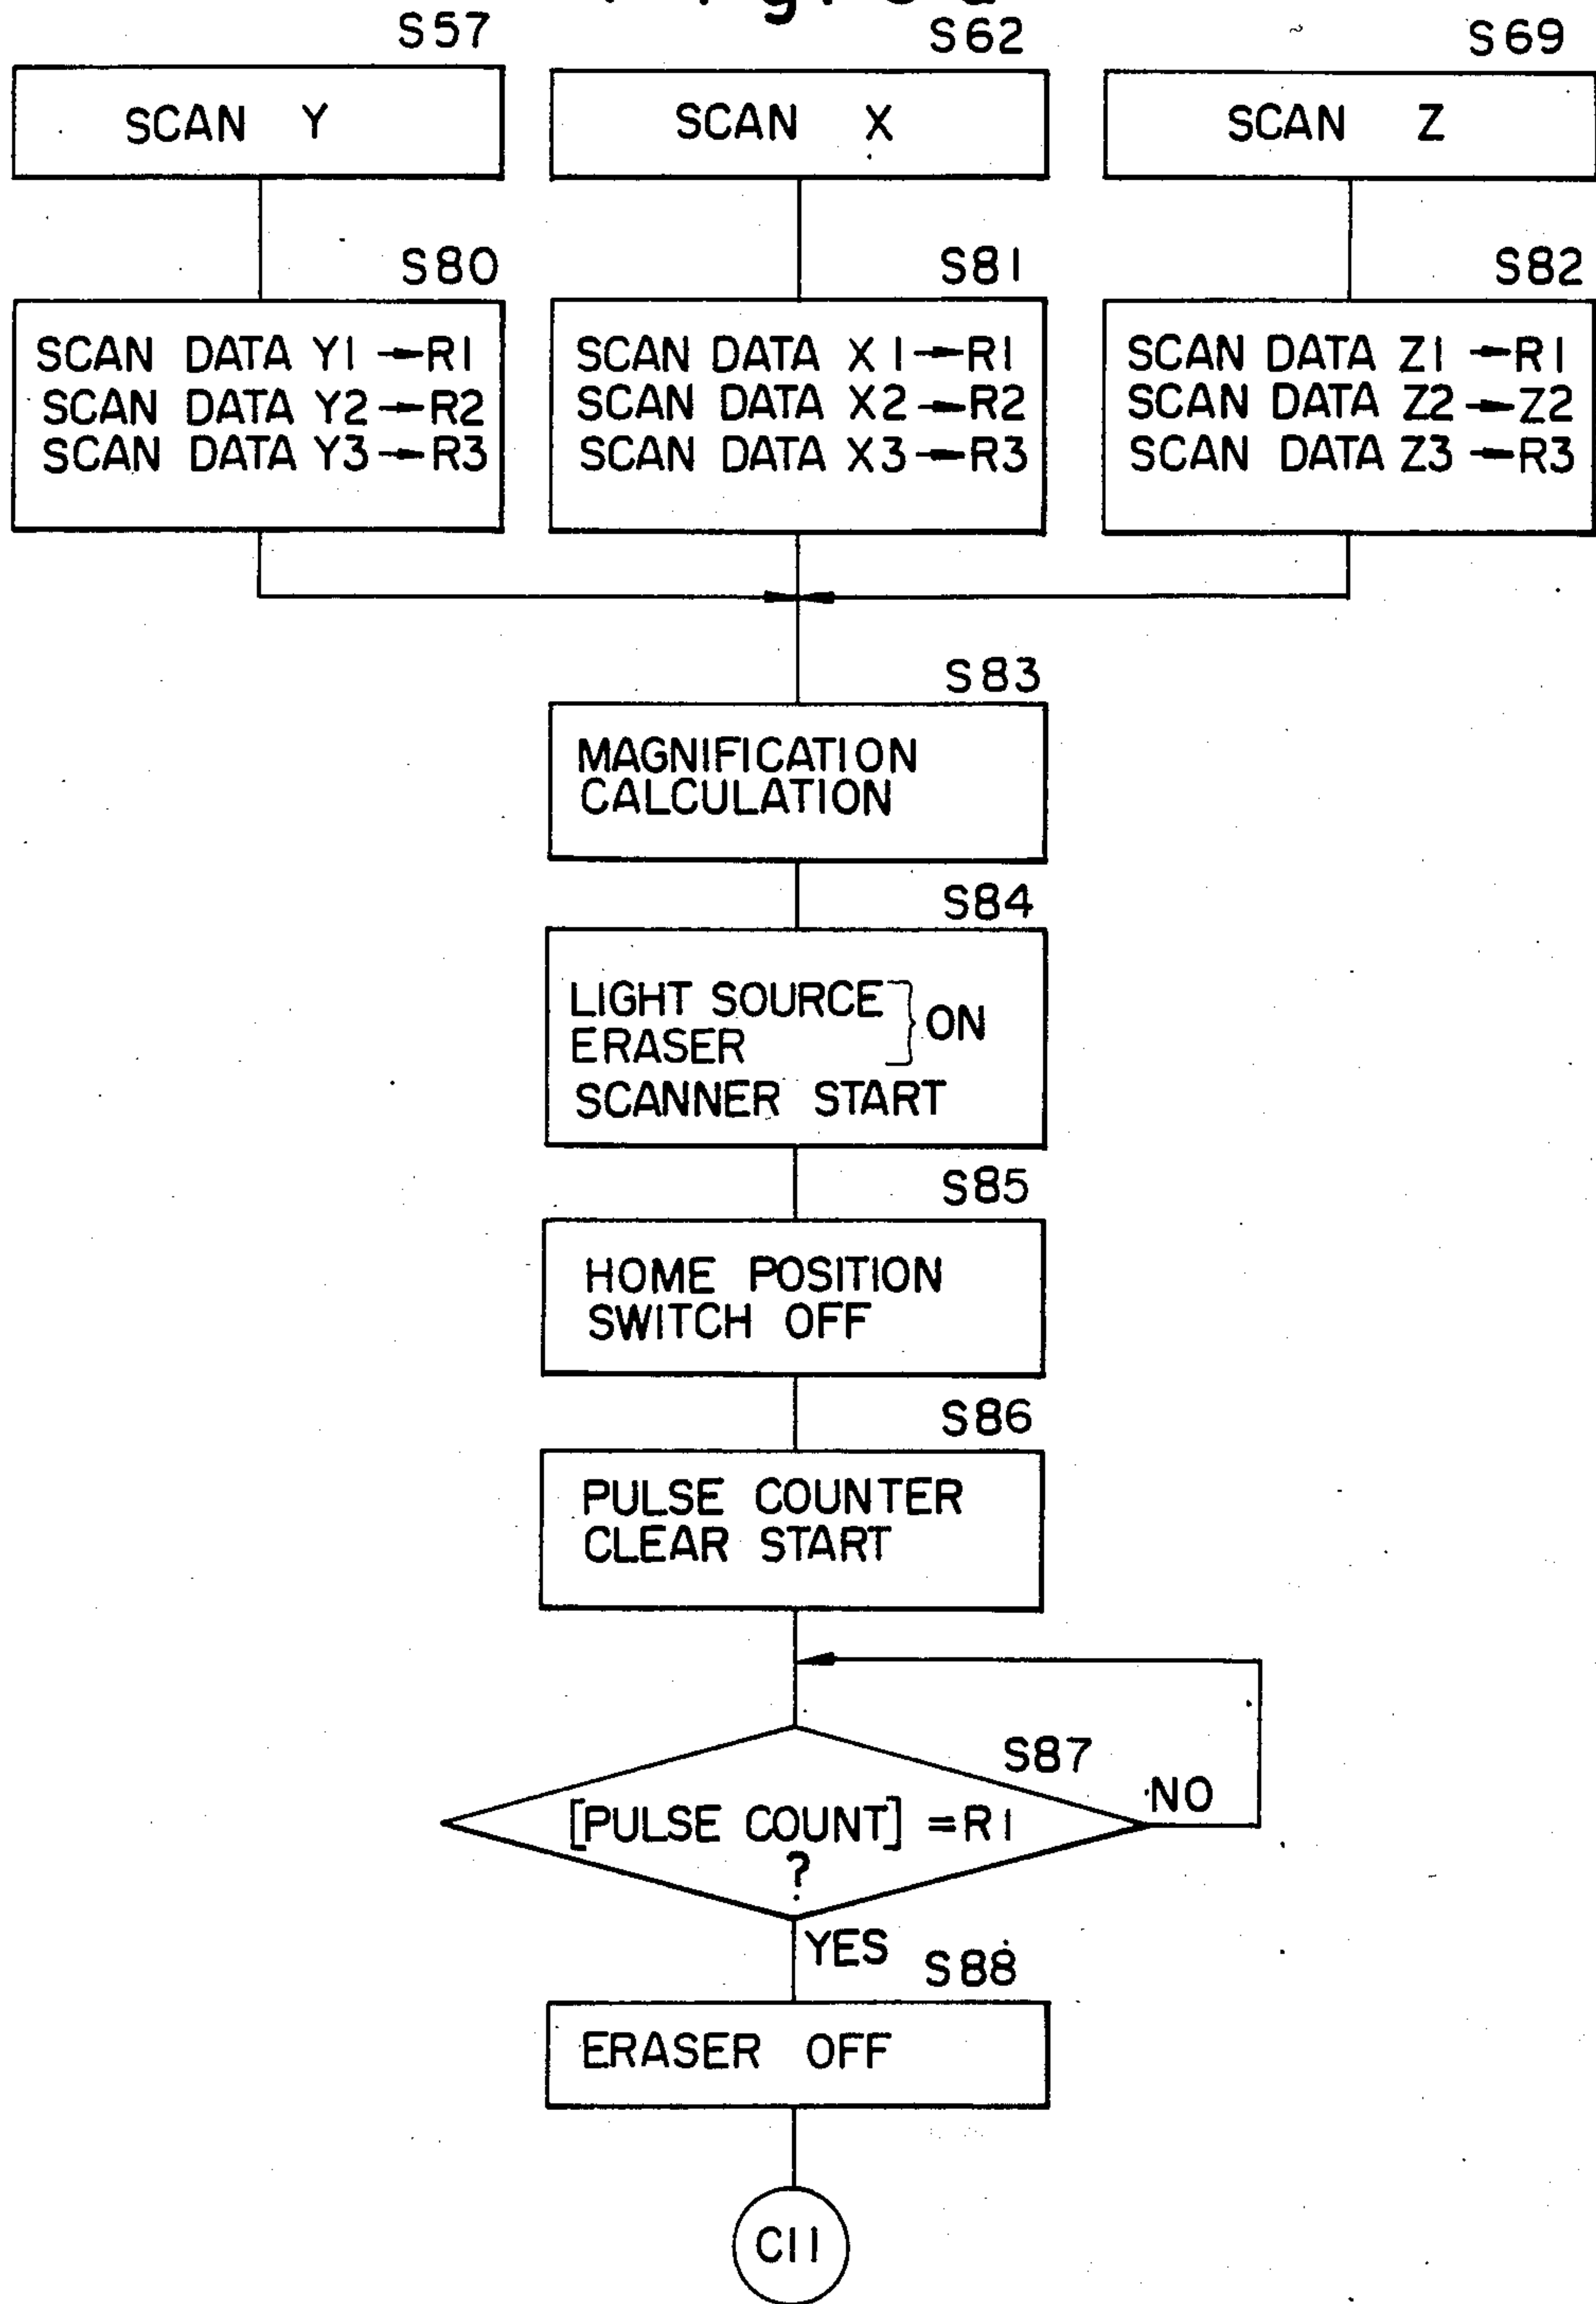 S57
SCAN Y
S62
SCAN X
S69
SCAN Z
S80
SCAN DATA Y1→R1
SCAN DATA Y2→R2
SCAN DATA Y3→R3
S81
SCAN DATA X1→R1
SCAN DATA X2→R2
SCAN DATA X3→R3
S82
SCAN DATA Z1→R1
SCAN DATA Z2→Z2
SCAN DATA Z3→R3
S83
MAGNIFICATION
CALCULATION
S84
LIGHT SOURCE
ERASER
} ON
SCANNER START
S85
HOME POSITION
SWITCH OFF
S86
PULSE COUNTER
CLEAR START
S87
[PULSE COUNT] =R1
?
NO
YES
S88
ERASER OFF
C11